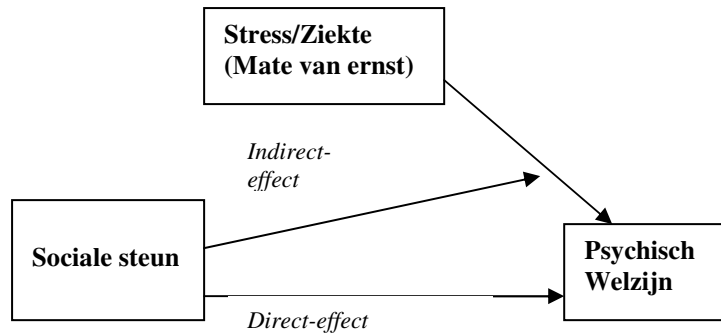 Stress/Ziekte
(Mate van ernst)
Indirect-
effect
Sociale steun
Psychisch
Welzijn
Direct-effect